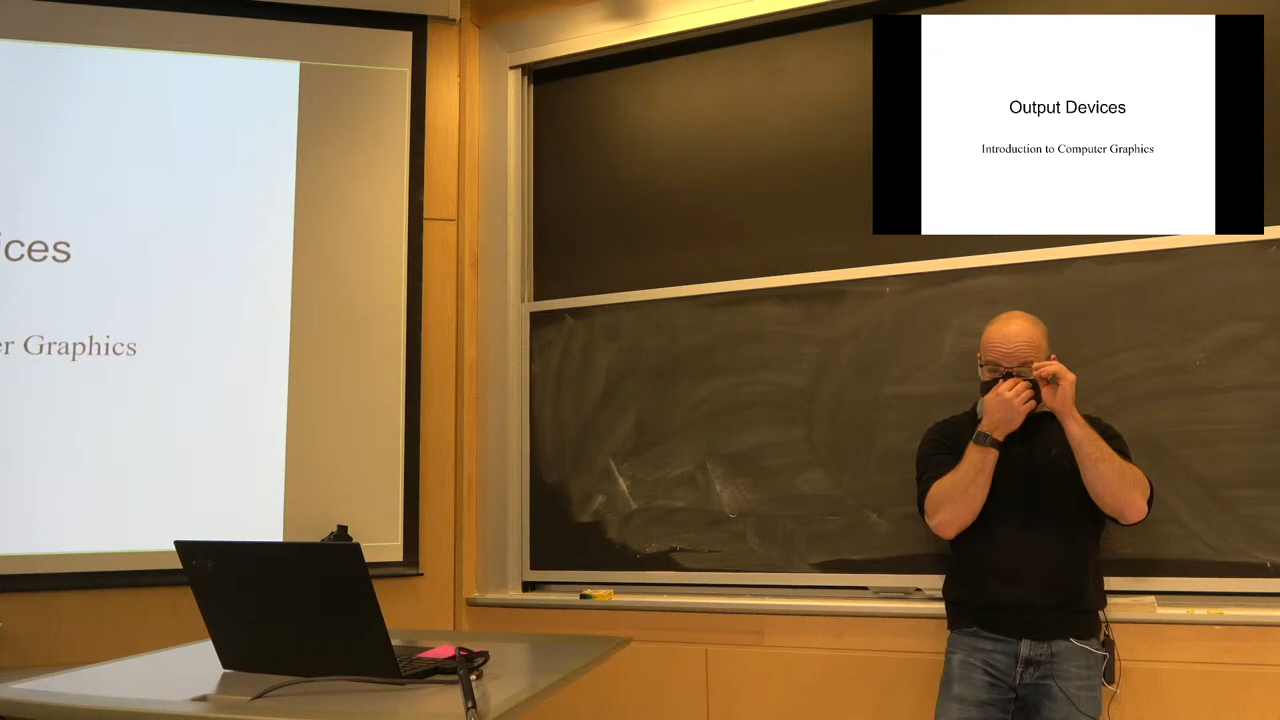 ices
er Graphics
Output Devices
Introduction to Computer Graphics